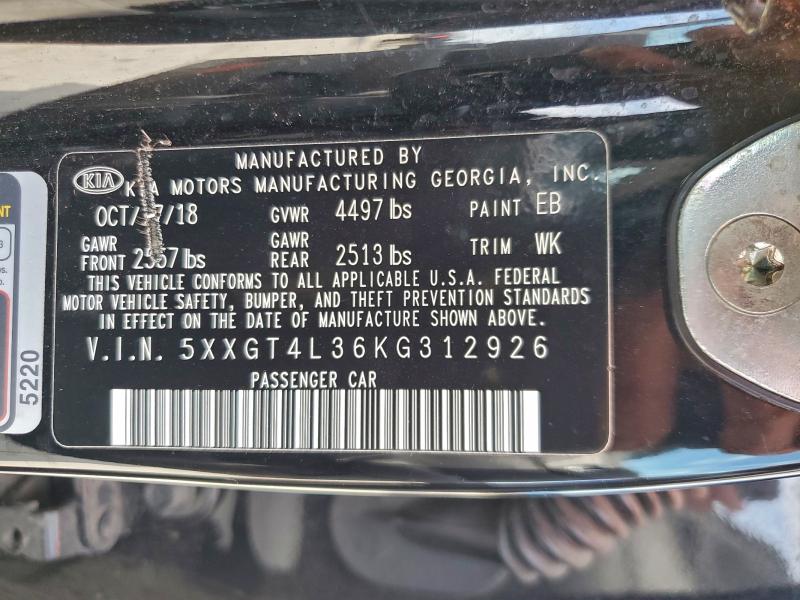 MANUFACTURED BY
KIA KIA MOTORS MANUFACTURING GEORGIA, INC.
GVWR 4497 lbs PAINT EB
GAWR FRONT GAWR REAR 2513 lbs TRIM WK
THIS VEHICLE CONFORMS TO ALL APPLICABLE U.S.A. FEDERAL
MOTOR VEHICLE SAFETY, BUMPER, AND THEFT PREVENTION STANDARDS
IN EFFECT ON THE DATE OF MANUFACTURE SHOWN ABOVE.
V.I.N. 5XXGT4L36KG312926
PASSENGER CAR
5220